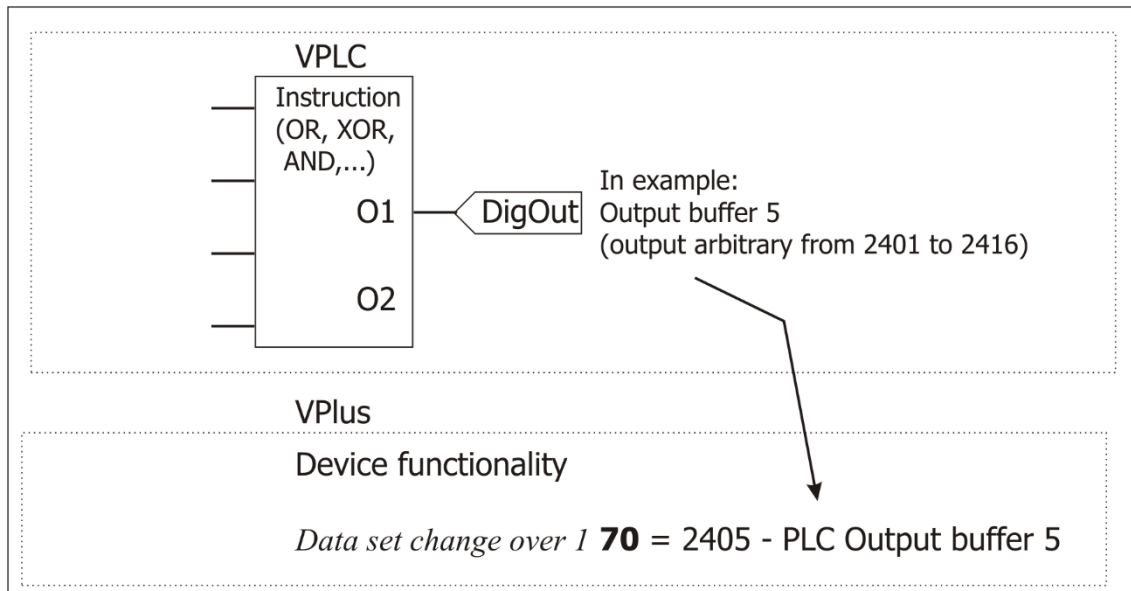 VPLC
Instruction
(OR, XOR,
AND,...)
O1
DigOut
In example:
Output buffer 5
(output arbitrary from 2401 to 2416)
O2
VPlus
Device functionality
Data set change over 1 70 = 2405 - PLC Output buffer 5